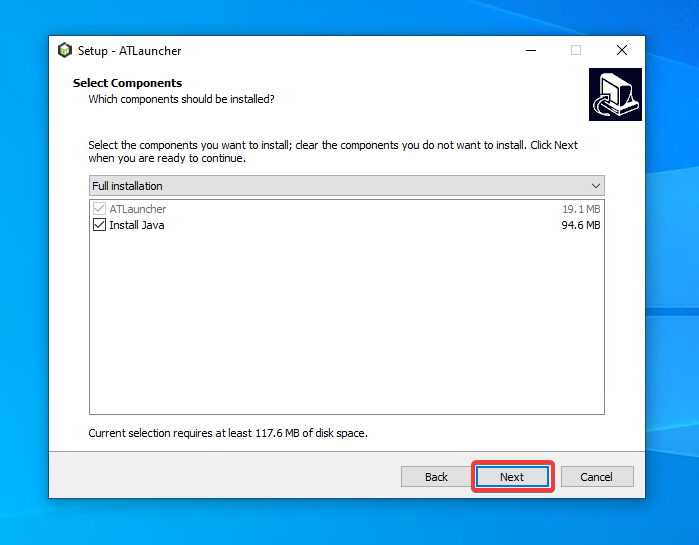 Setup - ATLauncher
Select Components
Which components should be installed?
Select the components you want to install; clear the components you do not want to install. Click Next
when you are ready to continue.
Full installation
ATLauncher 19.1 MB
Install Java 94.6 MB
Current selection requires at least 117.6 MB of disk space.
Back Next Cancel